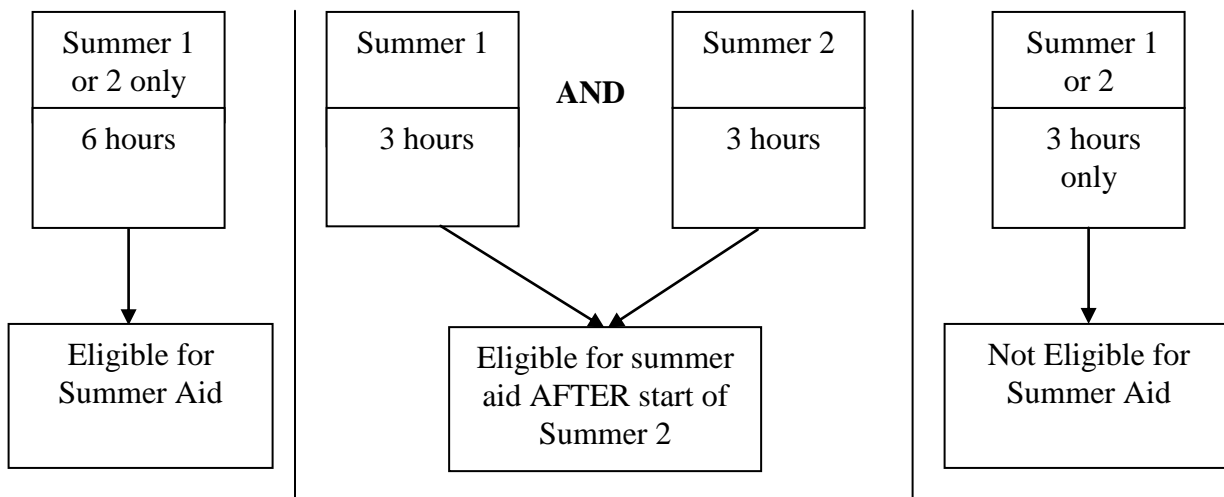 Summer 1
or 2 only
6 hours
Eligible for
Summer Aid
Summer 1
AND
Summer 2
3 hours
3 hours
Eligible for summer
aid AFTER start of
Summer 2
Summer 1
or 2
3 hours
only
Not Eligible for
Summer Aid